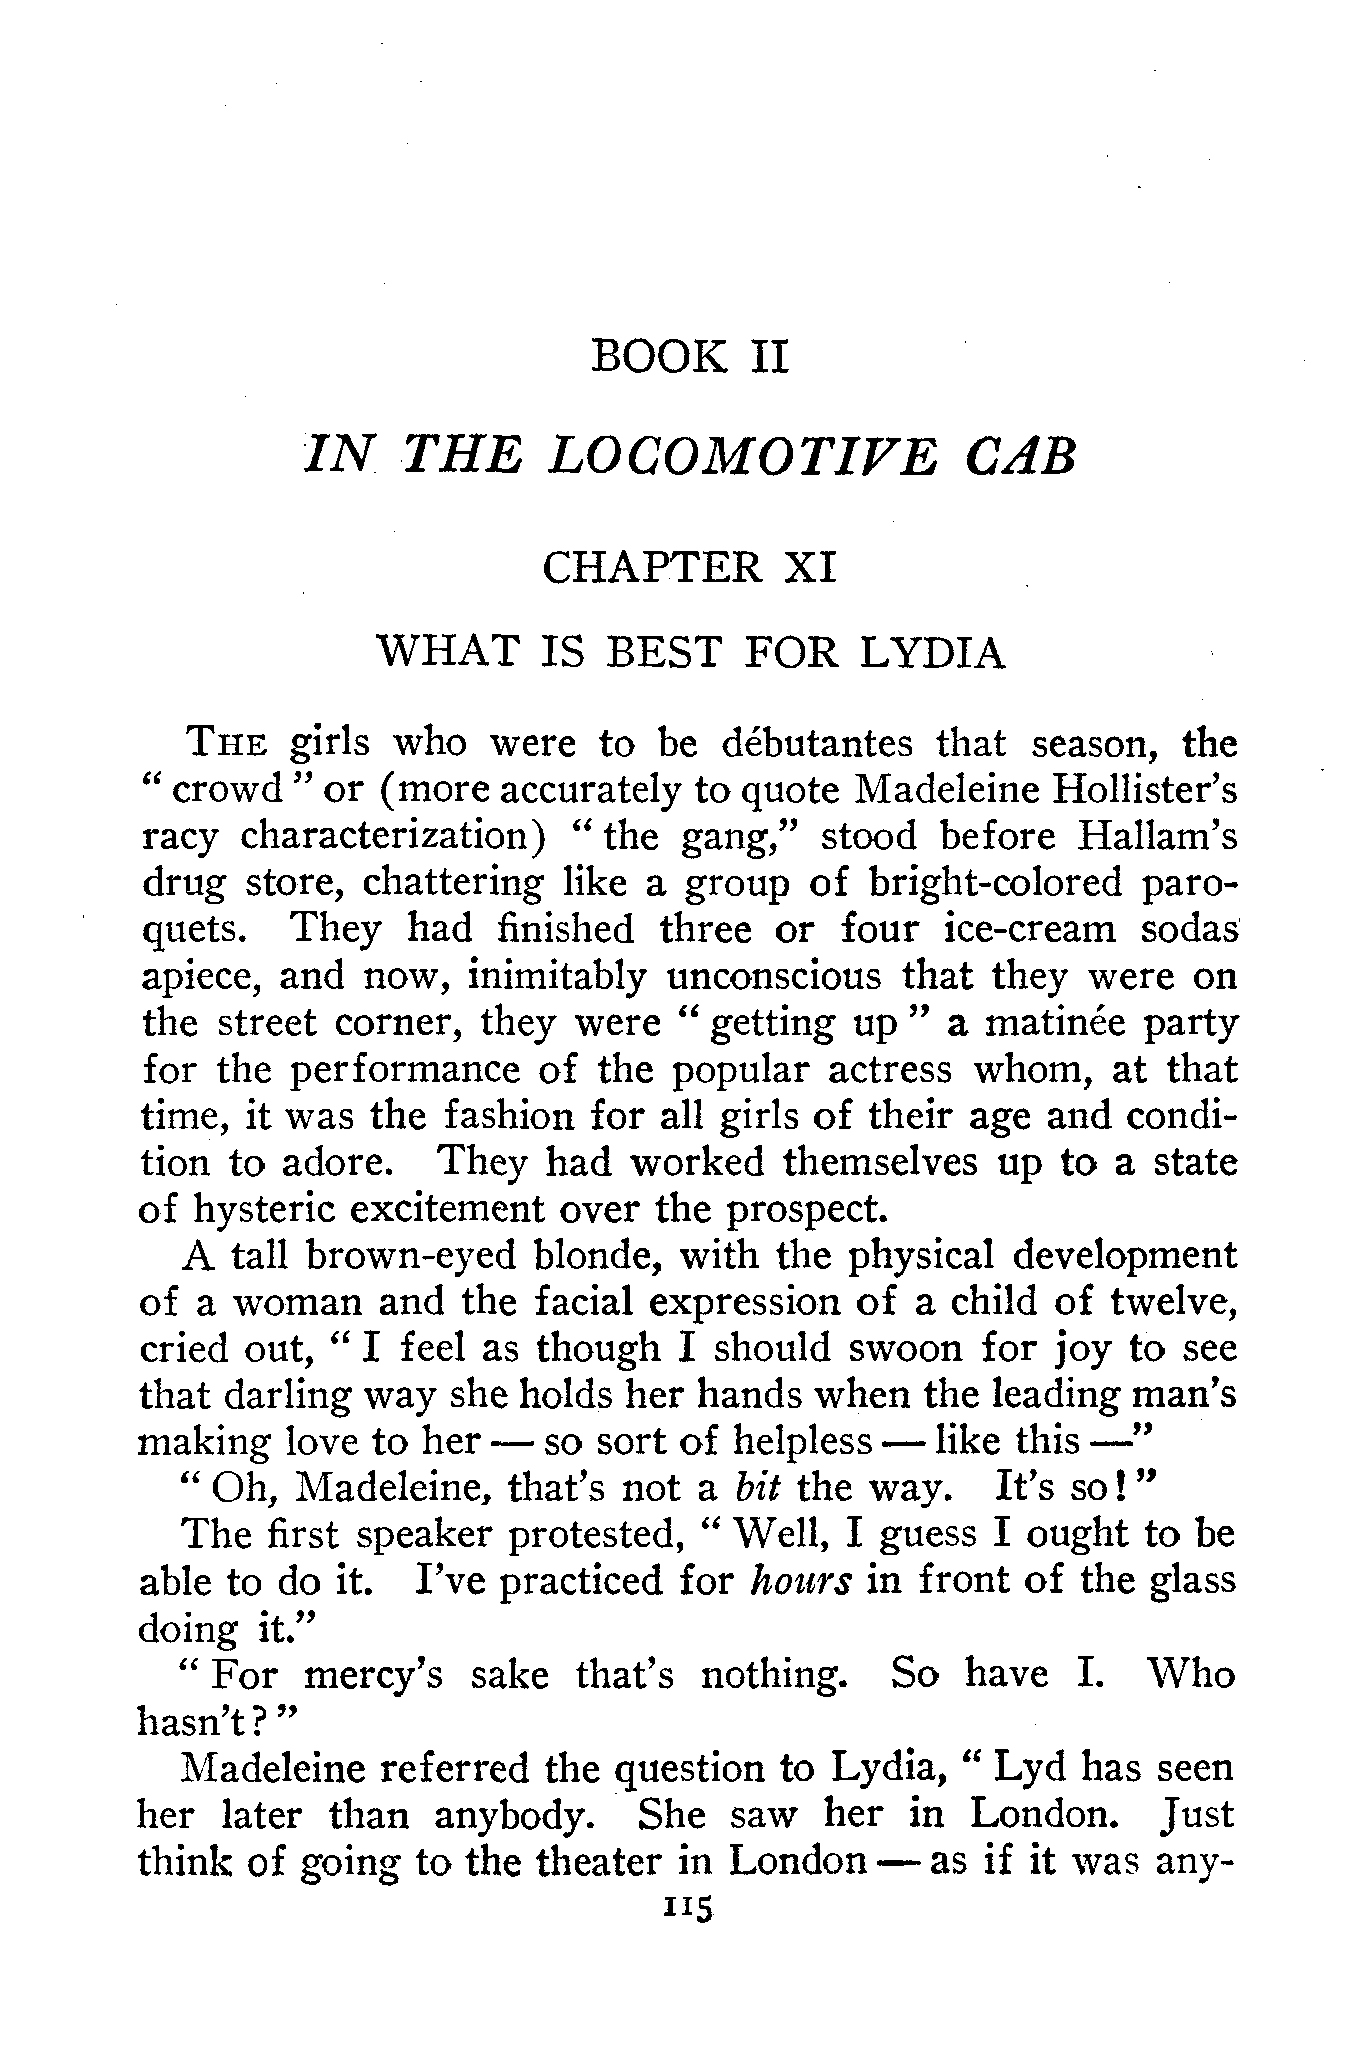 BOOK II
IN THE LOCOMOTIVE CAB
CHAPTER XI
WHAT IS BEST FOR LYDIA
THE girls who were to be débutantes that season, the
" crowd " or (more accurately to quote Madeleine Hollister's
racy characterization) " the gang," stood before Hallam's
drug store, chattering like a group of bright-colored paro-
quets. They had finished three or four ice-cream sodas
apiece, and now, inimitably unconscious that they were on
the street corner, they were " getting up " a matinée party
for the performance of the popular actress whom, at that
time, it was the fashion for all girls of their age and condi-
tion to adore. They had worked themselves up to a state
of hysteric excitement over the prospect.
A tall brown-eyed blonde, with the physical development
of a woman and the facial expression of a child of twelve,
cried out, " I feel as though I should swoon for joy to see
that darling way she holds her hands when the leading man's
making love to her — so sort of helpless — like this —"
" Oh, Madeleine, that's not a bit the way. It's so! "
The first speaker protested, " Well, I guess I ought to be
able to do it. I've practiced for hours in front of the glass
doing it."
" For mercy's sake that's nothing. So have I. Who
hasn't? "
Madeleine referred the question to Lydia, " Lyd has seen
her later than anybody. She saw her in London. Just
think of going to the theater in London — as if it was any-
115